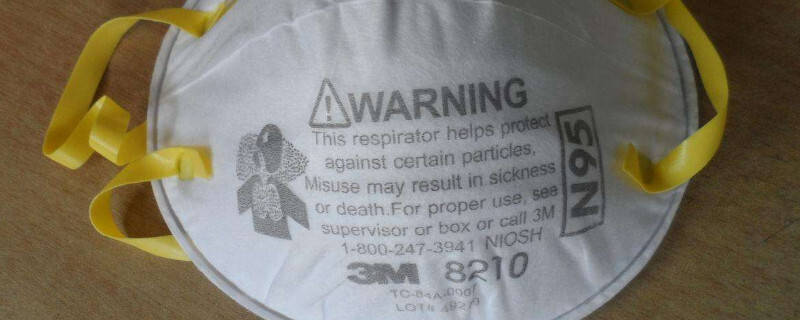 WARNING
This respirator helps protect
against certain particles.
Misuse may result in sickness
or death.For proper use, see
supervisor or box or call 3M
1-800-247-3941 NIOSH
3M 8210
N95
LOT#